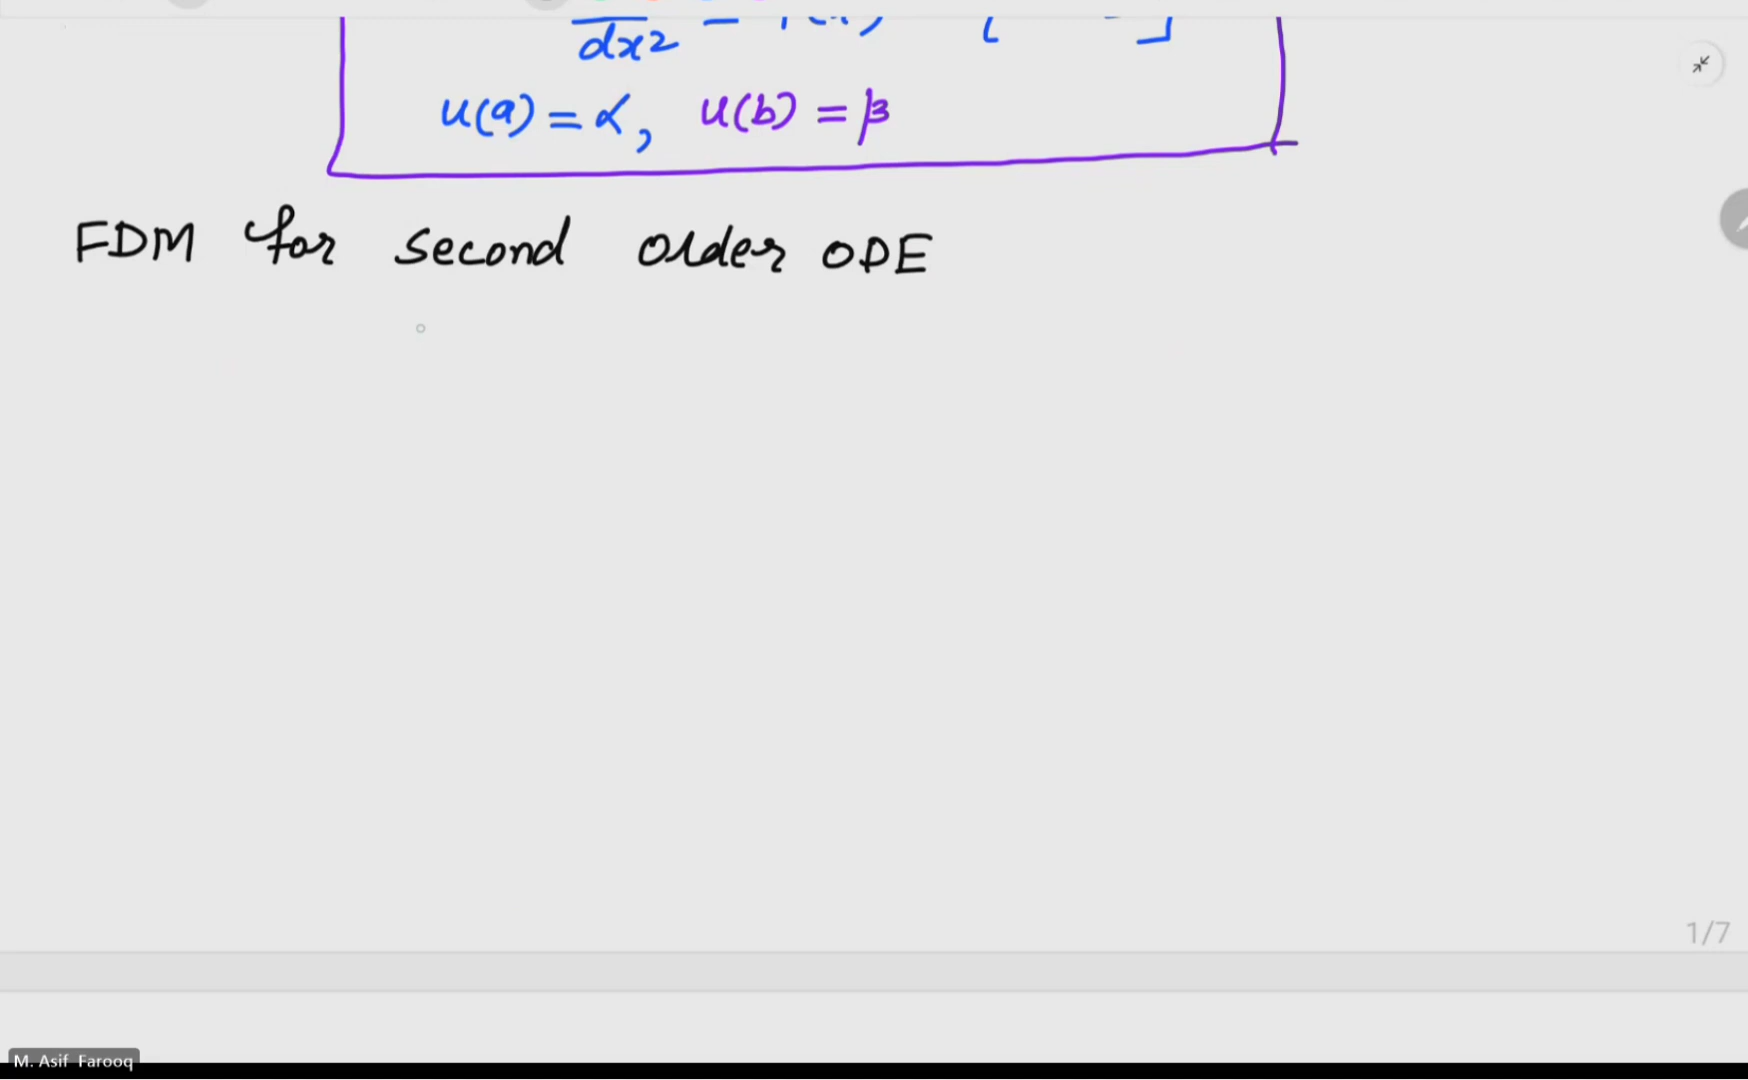 dx2 =
u(a) = α, u(b) = β
FDM for second order ODE
1/7
M. Asif Farooq